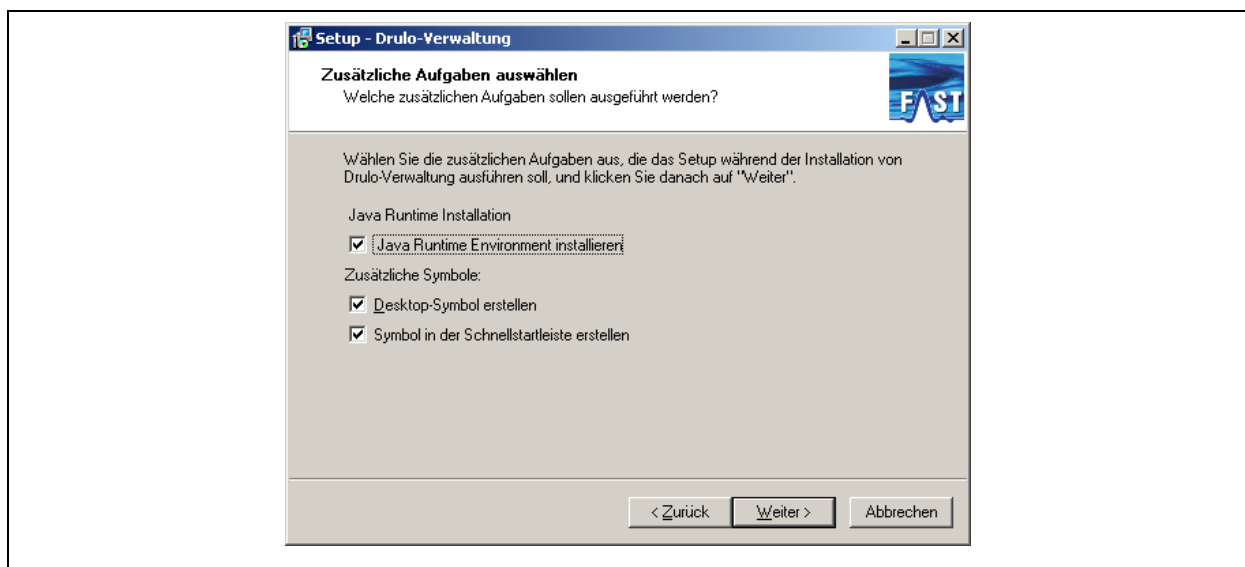 Setup - Drulo-Verwaltung
Zusätzliche Aufgaben auswählen
Welche zusätzlichen Aufgaben sollen ausgeführt werden?
FAST
Wählen Sie die zusätzlichen Aufgaben aus, die das Setup während der Installation von
Drulo-Verwaltung ausführen soll, und klicken Sie danach auf "Weiter".
Java Runtime Installation
Java Runtime Environment installieren
Zusätzliche Symbole:
Desktop-Symbol erstellen
Symbol in der Schnellstartleiste erstellen
< Zurück Weiter > Abbrechen